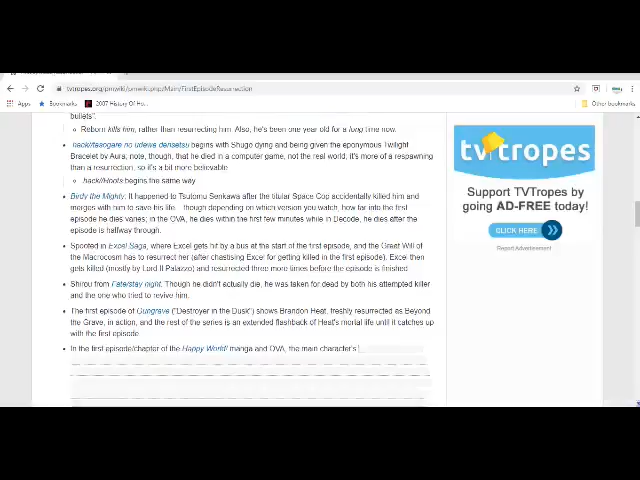 tvtropes.org/pmwiki/pmwiki.php/Main/FirstEpisodeResurrection
Apps
Bookmarks
2007 History Of Ho...
Other bookmarks
bullets".
Reborn kills him, rather than resurrecting him. Also, he's been one year old for a long time now.
.hack//tasogare no udewa densetsu begins with Shugo dying and being given the eponymous Twilight
Bracelet by Aura; note, though, that he died in a computer game, not the real world; it's more of a respawning
than a resurrection, so it's a bit more believable
.hack//Roots begins the same way
Birdy the Mighty: It happened to Tsutomu Senkawa after the titular Space Cop accidentally killed him and
merges with him to save his life. Though depending on which version you watch, how far into the first
episode he dies varies; in the OVA, he dies within the first few minutes while in Decode, he dies after the
episode is halfway through.
Spoofed in Excel Saga, where Excel gets hit by a bus at the start of the first episode, and the Great Will of
the Macrocosm has to resurrect her (after chastising Excel for getting killed in the first episode). Excel then
gets killed (mostly by Lord Il Palazzo) and resurrected three more times before the episode is finished
Shirou from Fate/stay night. Though he didn't actually die, he was taken for dead by both his attempted killer
and the one who tried to revive him.
The first episode of Gungrave ("Destroyer in the Dusk") shows Brandon Heat, freshly resurrected as Beyond
the Grave, in action, and the rest of the series is an extended flashback of Heat's mortal life until it catches up
with the third episode
In the first episode/chapter of the Happy World! manga and OVA, the main character's
tvtropes
Support TVTropes by
going AD-FREE today!
CLICK HERE
Report Advertisement